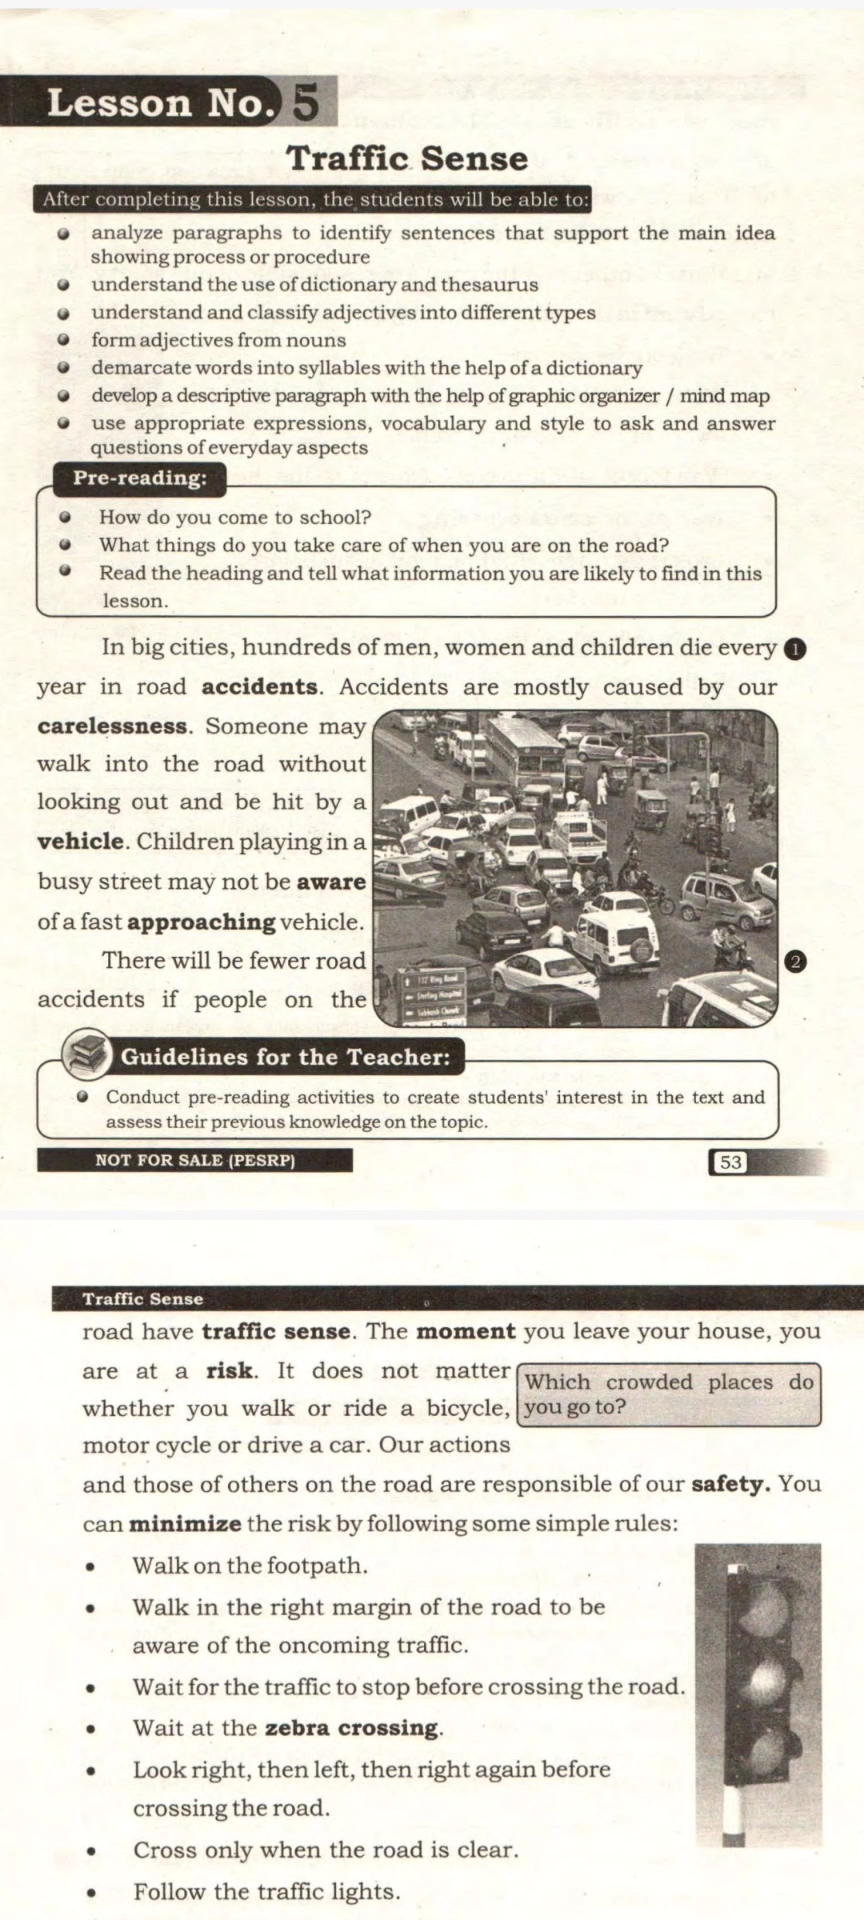 Lesson No. 5
Traffic Sense
After completing this lesson, the students will be able to:
analyze paragraphs to identify sentences that support the main idea
showing process or procedure
understand the use of dictionary and thesaurus
understand and classify adjectives into different types
form adjectives from nouns
demarcate words into syllables with the help of a dictionary
develop a descriptive paragraph with the help of graphic organizer / mind map
use appropriate expressions, vocabulary and style to ask and answer
questions of everyday aspects
Pre-reading:
How do you come to school?
What things do you take care of when you are on the road?
Read the heading and tell what information you are likely to find in this
lesson.
In big cities, hundreds of men, women and children die every 1
year in road accidents. Accidents are mostly caused by our
carelessness. Someone may
walk into the road without
looking out and be hit by a
vehicle. Children playing in a
busy street may not be aware
of a fast approaching vehicle.
There will be fewer road 2
accidents if people on the
132 Ring Road
Sterling Hospital
Subhash Chowk
Guidelines for the Teacher:
Conduct pre-reading activities to create students' interest in the text and
assess their previous knowledge on the topic.
NOT FOR SALE (PESRP) 53
Traffic Sense
road have traffic sense. The moment you leave your house, you
are at a risk. It does not matter
whether you walk or ride a bicycle,
motor cycle or drive a car. Our actions
Which crowded places do
you go to?
and those of others on the road are responsible of our safety. You
can minimize the risk by following some simple rules:
• Walk on the footpath.
• Walk in the right margin of the road to be
aware of the oncoming traffic.
• Wait for the traffic to stop before crossing the road.
• Wait at the zebra crossing.
• Look right, then left, then right again before
crossing the road.
• Cross only when the road is clear.
• Follow the traffic lights.